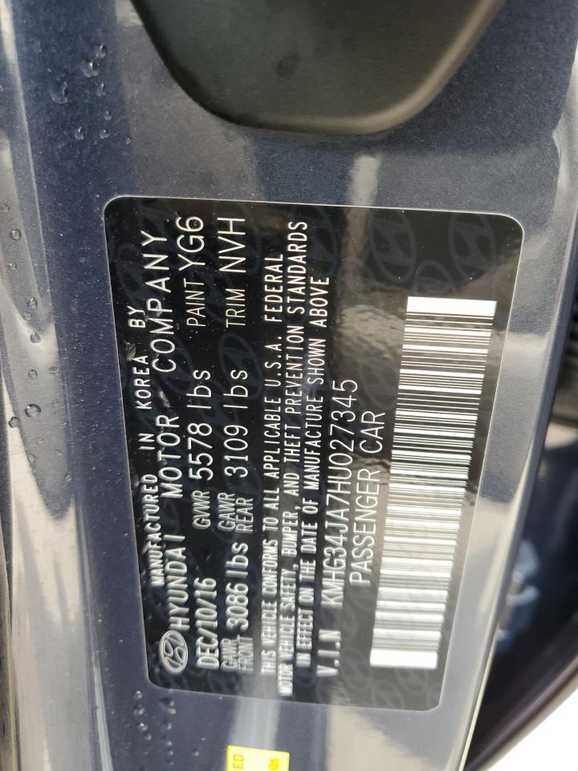 MANUFACTURED IN KOREA BY
HYUNDAI MOTOR COMPANY
DEC/10/16 GVWR 5578 lbs PAINT YG6
GAWR FRONT 3086 lbs GAWR REAR 3109 lbs TRIM NVH
THIS VEHICLE CONFORMS TO ALL APPLICABLE U.S.A. FEDERAL
MOTOR VEHICLE SAFETY, BUMPER, AND THEFT PREVENTION STANDARDS
IN EFFECT ON THE DATE OF MANUFACTURE SHOWN ABOVE
V.I.N KMHG34JA7HU027345
PASSENGER CAR